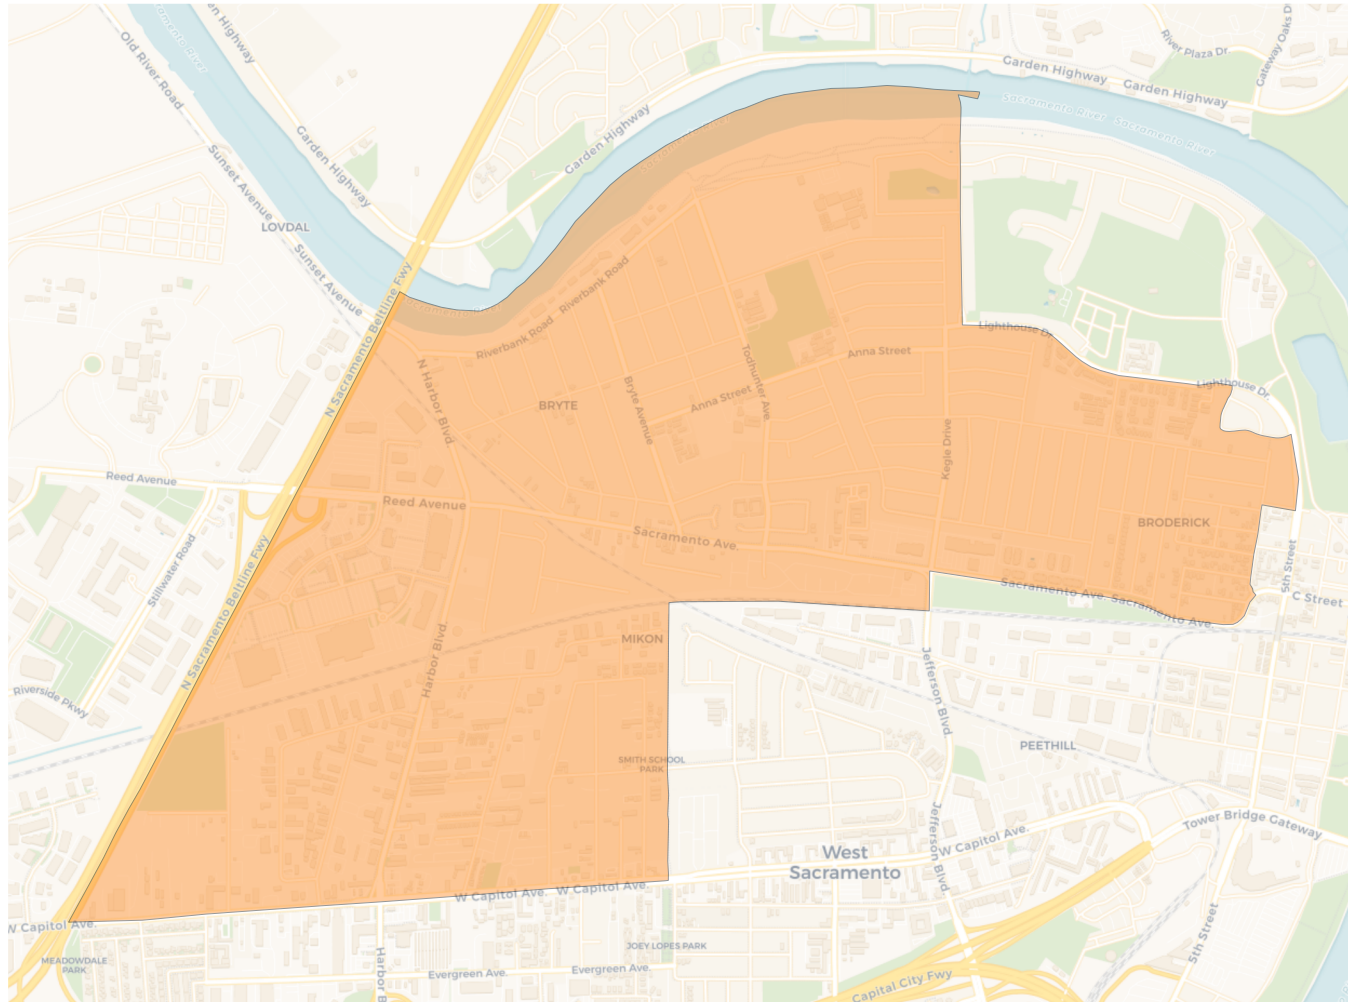 Sacramento River
Garden Highway
Old River Road
River Plaza Dr.
Gateway Oaks D
Garden Highway
Garden Highway
Sacramento River
Sacramento River
Garden Highway
Garden Highway
Sunset Avenue
LOVDAL
Sunset Avenue
N Sacramento Beltline Fwy
Riverbank Road
Riverbank Road
Lighthouse Dr.
Todhunter Ave
Anna Street
N Harbor Blvd.
BRYTE
Bryte Avenue
Anna Street
Lighthouse Dr.
Kegle Drive
Reed Avenue
Reed Avenue
Sacramento Ave.
BRODERICK
Stillwater Road
N Sacramento Beltline Fwy
5th Street
Sacramento Ave.
Sacramento Ave.
C Street
MIKON
Harbor Blvd
Jefferson Blvd
Riverside Pkwy
PEETHILL
SMITH SCHOOL
PARK
Tower Bridge Gateway
Jefferson Blvd
W Capitol Ave.
West
Sacramento
W Capitol Ave.
W Capitol Ave.
W Capitol Ave.
5th Street
MEADOWDALE
PARK
JOEY LOPES PARK
Harbor B
Evergreen Ave.
Evergreen Ave.
Capital City Fwy